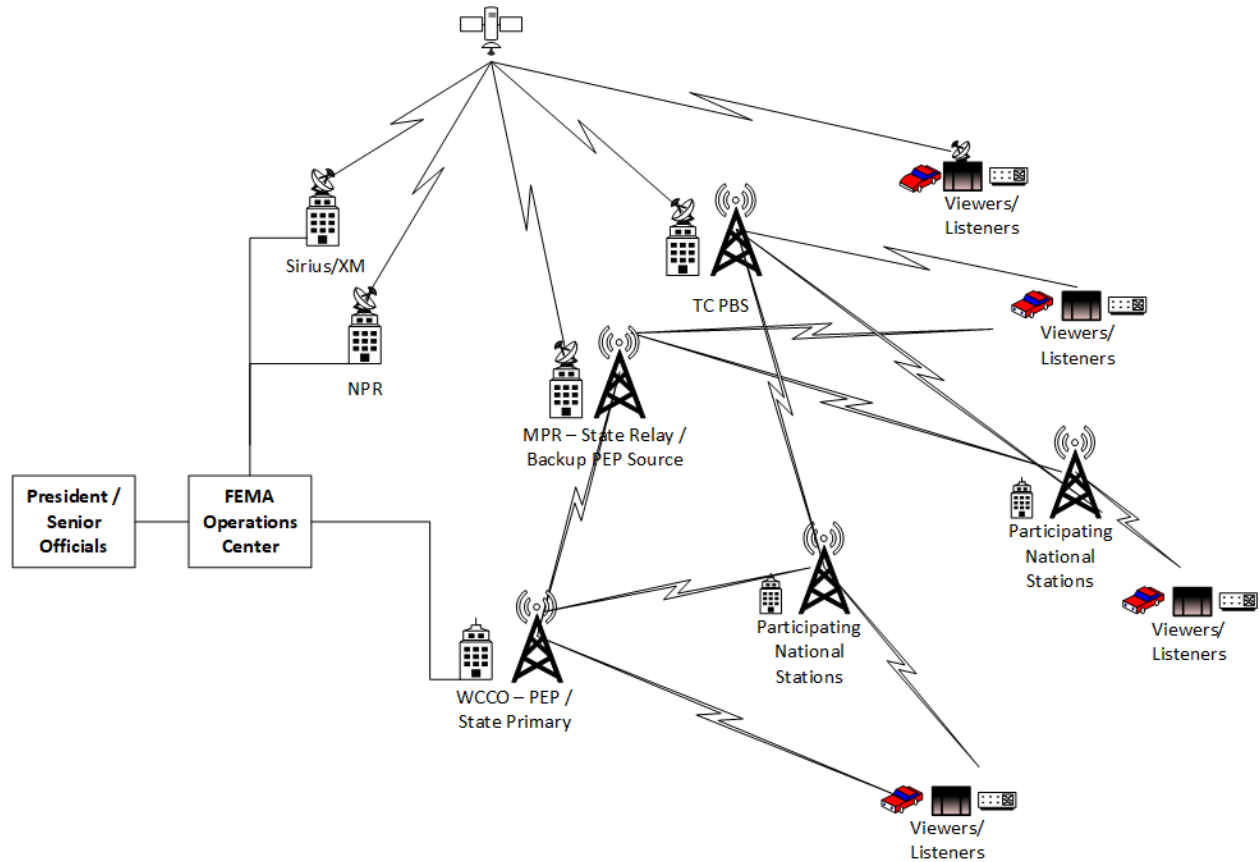 Viewers/
Listeners
Sirius/XM
TC PBS
Viewers/
Listeners
NPR
MPR – State Relay /
Backup PEP Source
President /
Senior
Officials
FEMA
Operations
Center
Participating
National
Stations
Participating
National
Stations
Viewers/
Listeners
WCCO – PEP /
State Primary
Viewers/
Listeners